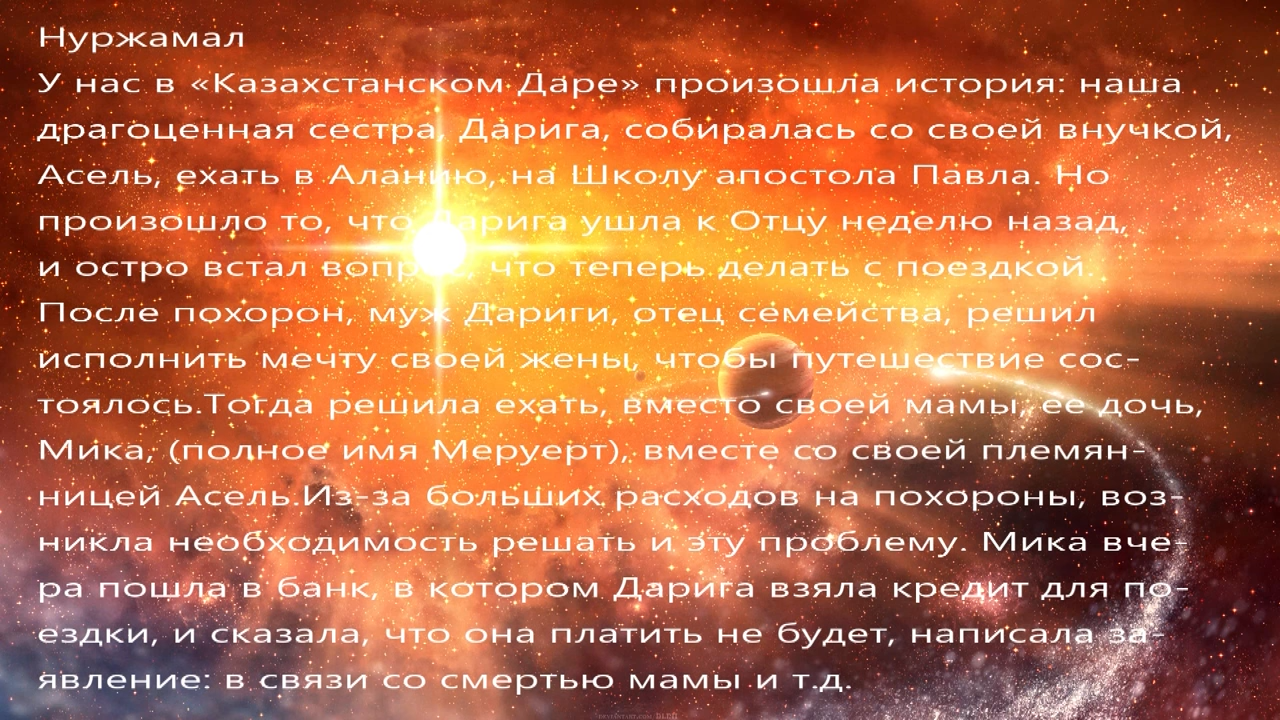 Нуржамал
У нас в «Казахстанском Даре» произошла история: наша
драгоценная сестра, Дарига, собиралась со своей внучкой,
Асель, ехать в Аланию, на Школу апостола Павла. Но
произошло то, что Дарига ушла к Отцу неделю назад,
и остро встал вопрос, что теперь делать с поездкой.
После похорон, муж Дариги, отец семейства, решил
исполнить мечту своей жены, чтобы путешествие сос-
тоялось.Тогда решила ехать, вместо своей мамы, ее дочь,
Мика, (полное имя Меруерт), вместе со своей племян-
ницей Асель.Из-за больших расходов на похороны, воз-
никла необходимость решать и эту проблему. Мика вче-
ра пошла в банк, в котором Дарига взяла кредит для по-
ездки, и сказала, что она платить не будет, написала за-
явление: в связи со смертью мамы и т.д.